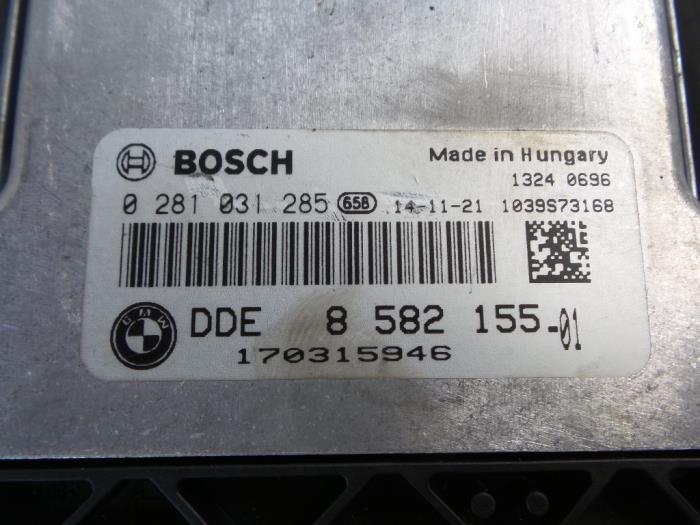 BOSCH
Made in Hungary
1324 0696
0 281 031 285 658 14-11-21 1039S73168
BMW DDE 8 582 155-01
170315946